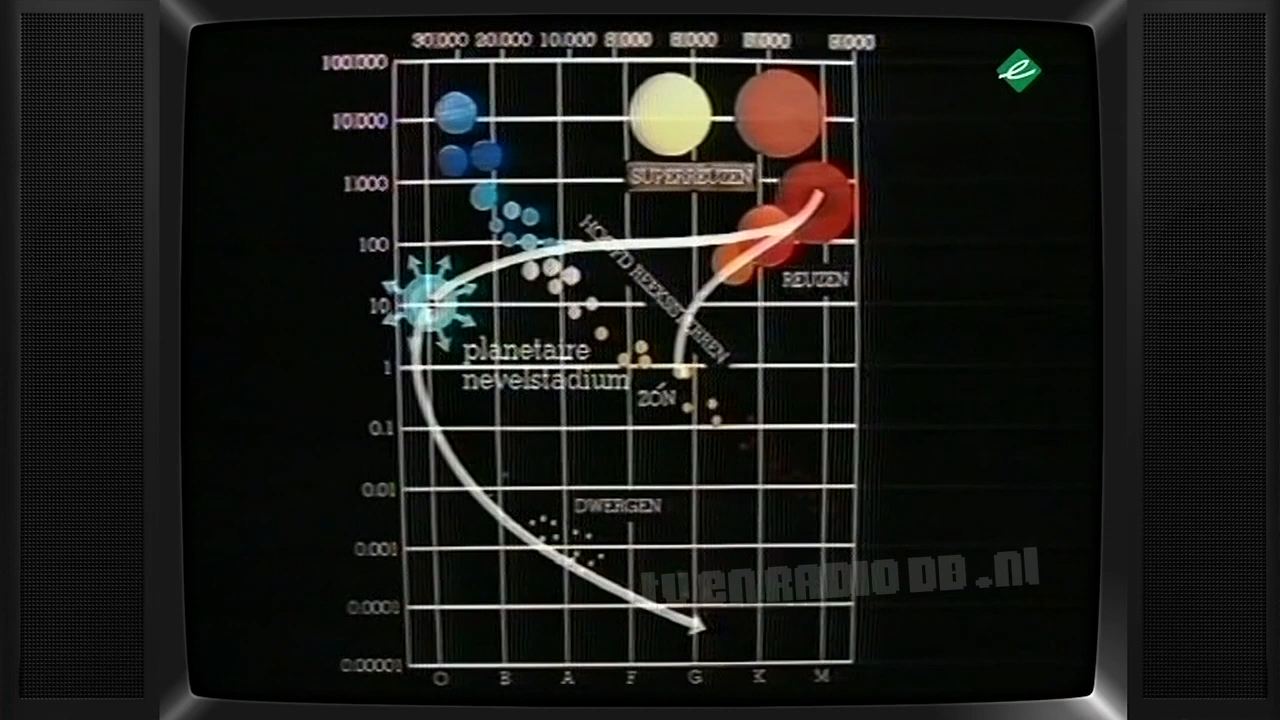 30.000 20.000 10.000 8.000 6.000 5.000 3.000
100.000
10.000
1.000
100
10
1
0.1
0.01
0.001
0.0001
0.00001
SUPERREUZEN
HOOFD REEKSSTERREN
REUZEN
planetaire
nevelstadium
ZON
DWERGEN
O B A F G K M
e
tvenRADIODB.nl